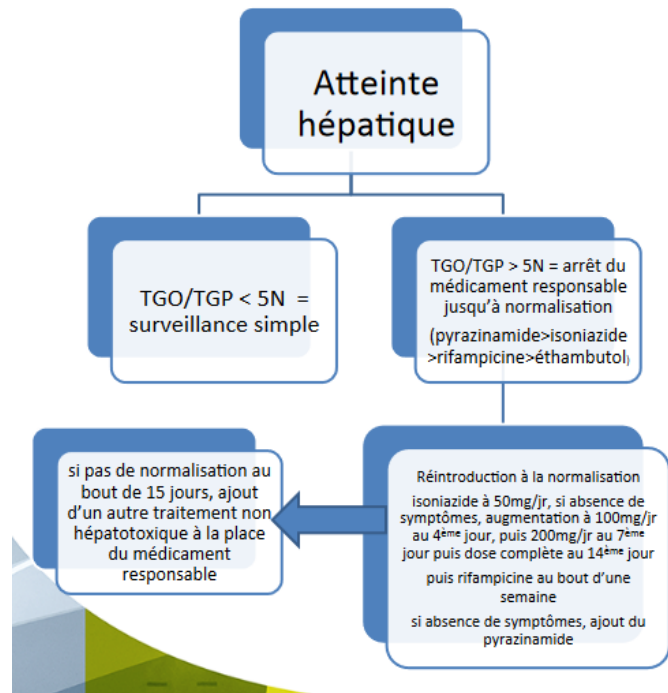 Atteinte
hépatique
TGO/TGP < 5N =
surveillance simple
TGO/TGP > 5N = arrêt du
médicament responsable
jusqu'à normalisation
(pyrazinamide>isoniazide
>rifampicine>éthambutol)
Réintroduction à la normalisation
isoniazide à 50mg/jr, si absence de
symptômes, augmentation à 100mg/jr
au 4ème jour, puis 200mg/jr au 7ème
jour puis dose complète au 14ème jour
puis rifampicine au bout d'une
semaine
si absence de symptômes, ajout du
pyrazinamide
si pas de normalisation au
bout de 15 jours, ajout
d'un autre traitement non
hépatotoxique à la place
du médicament
responsable